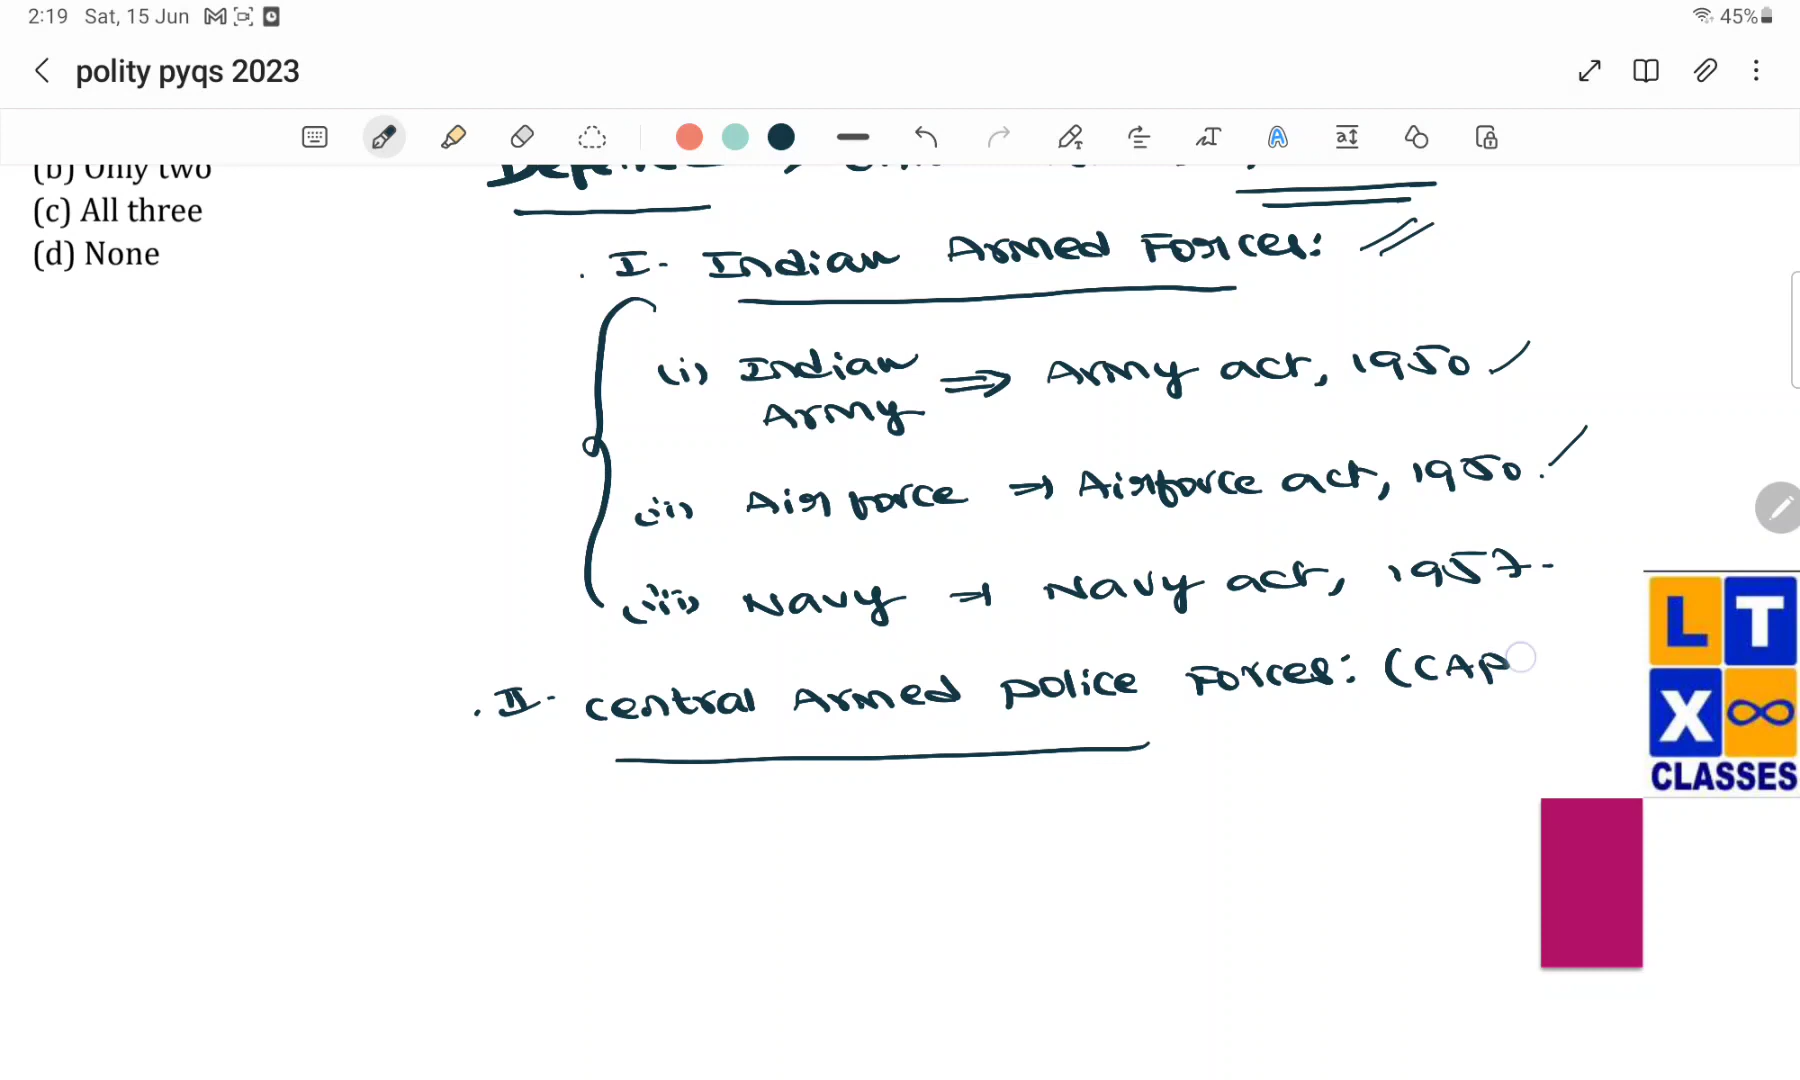 2:19 Sat, 15 Jun 45%
polity pyqs 2023
(b) Only two
(c) All three
(d) None
I. Indian Armed Forces:
(i) Indian Army ⇒ Army act, 1950 ✓
(ii) Air force → Airforce act, 1950. ✓
(iii) Navy → Navy act, 1957.
II. central Armed police Forces: (CAP
L T
X ∞
CLASSES